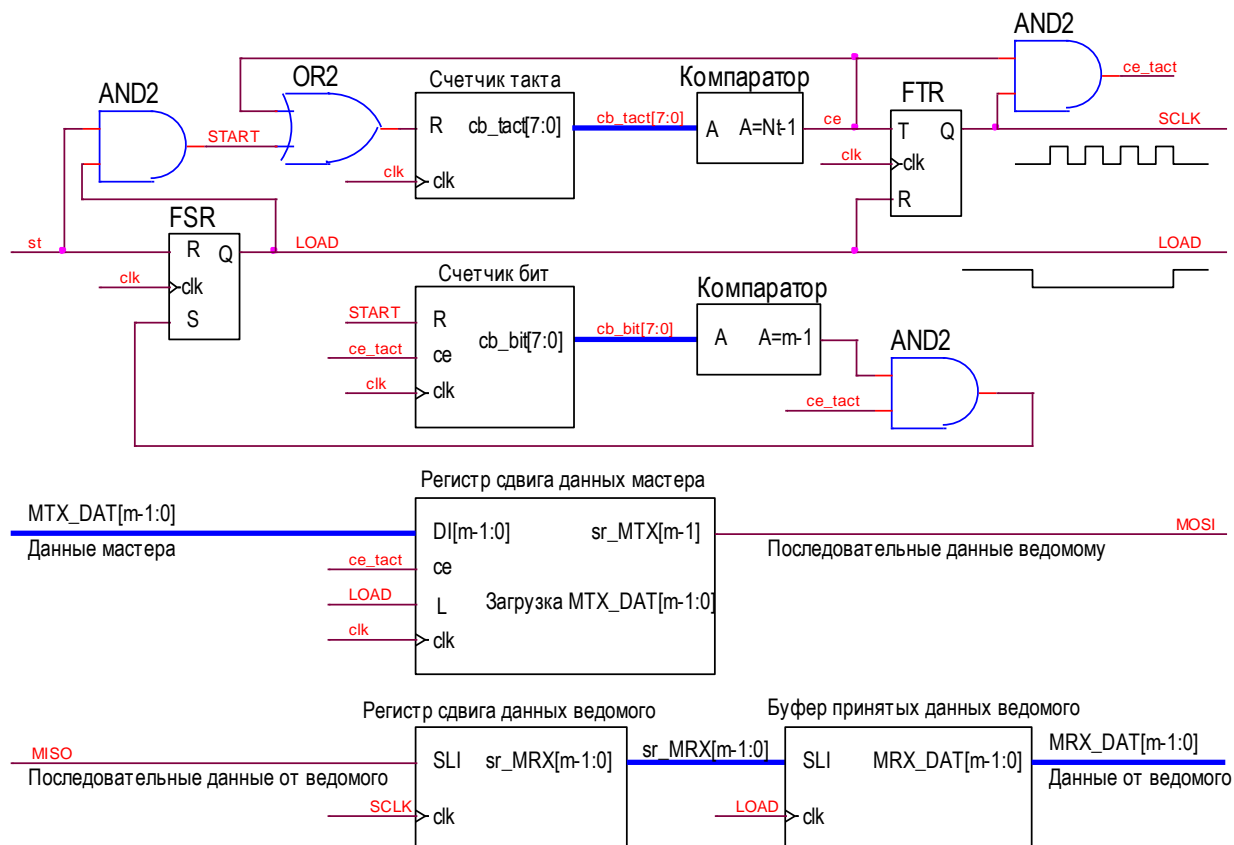 AND2
OR2
AND2
Счетчик такта
Компаратор
FTR
ce_tact
R
cb_tact[7:0]
cb_tact[7:0]
A
A=Nt-1
ce
T
Q
SCLK
START
clk
clk
clk
clk
R
FSR
st
R
Q
LOAD
LOAD
clk
clk
S
Счетчик бит
Компаратор
START
R
cb_bit[7:0]
cb_bit[7:0]
A
A=m-1
AND2
ce_tact
ce
clk
clk
ce_tact
Регистр сдвига данных мастера
MTX_DAT[m-1:0]
Данные мастера
DI[m-1:0]
sr_MTX[m-1]
MOSI
Последовательные данные ведомому
ce_tact
ce
LOAD
L
Загрузка MTX_DAT[m-1:0]
clk
clk
Регистр сдвига данных ведомого
Буфер принятых данных ведомого
MISO
Последовательные данные от ведомого
SLI
sr_MRX[m-1:0]
sr_MRX[m-1:0]
SLI
MRX_DAT[m-1:0]
MRX_DAT[m-1:0]
Данные от ведомого
SCLK
clk
LOAD
clk